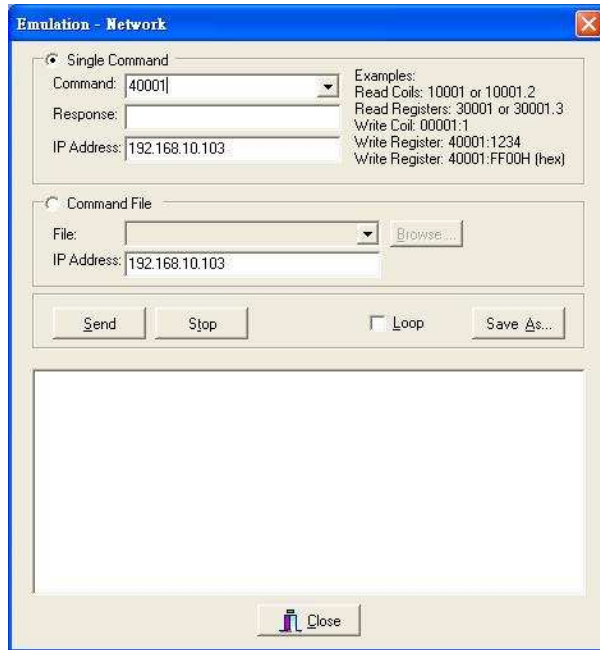 Emulation - Network
Single Command
Command: 40001
Response:
IP Address: 192.168.10.103
Examples:
Read Coils: 10001 or 10001.2
Read Registers: 30001 or 30001.3
Write Coil: 00001:1
Write Register: 40001:1234
Write Register: 40001:FF00H (hex)
Command File
File:
Browse ...
IP Address: 192.168.10.103
Send
Stop
Loop
Save As...
Close